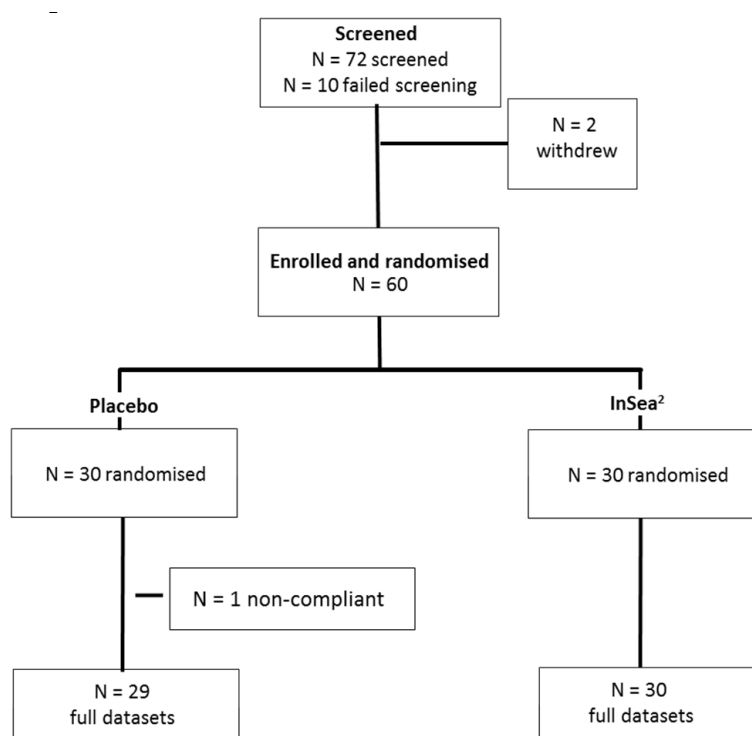 Screened
N = 72 screened
N = 10 failed screening
N = 2
withdrew
Enrolled and randomised
N = 60
Placebo
InSea²
N = 30 randomised
N = 30 randomised
N = 1 non-compliant
N = 29
full datasets
N = 30
full datasets